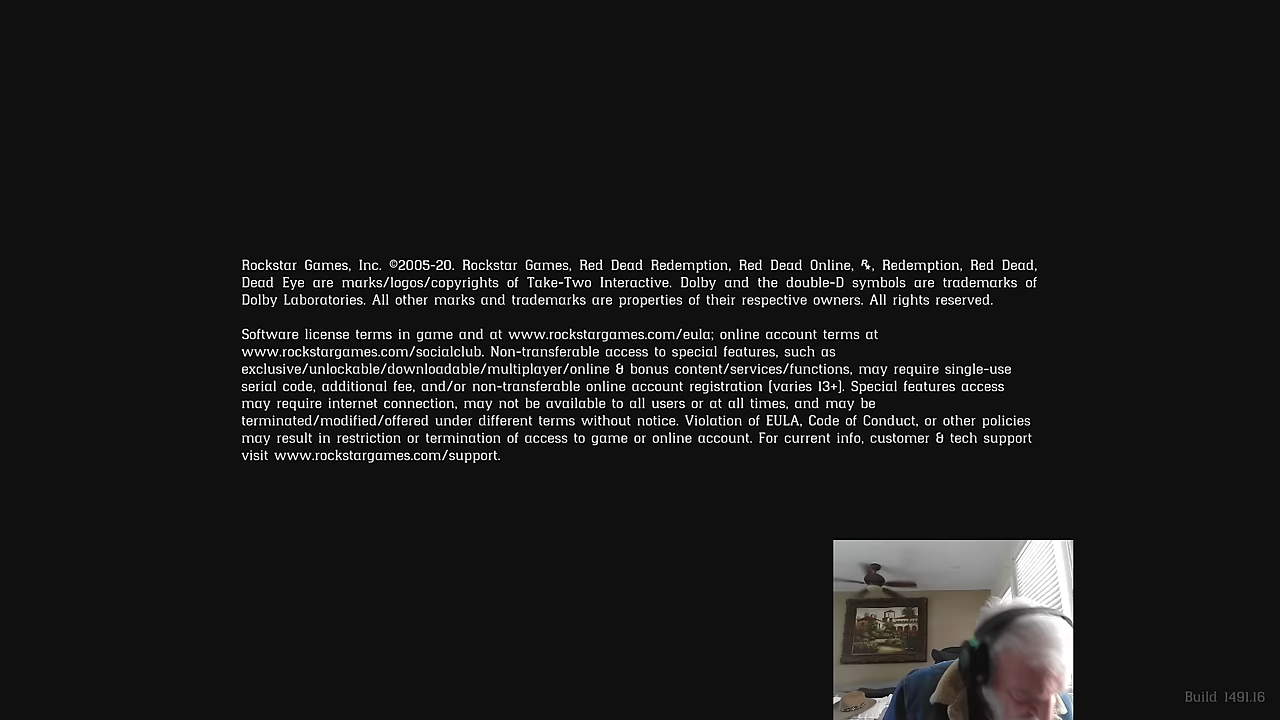 Rockstar Games, Inc. ©2005-20. Rockstar Games, Red Dead Redemption, Red Dead Online, R★, Redemption, Red Dead,
Dead Eye are marks/logos/copyrights of Take-Two Interactive. Dolby and the double-D symbols are trademarks of
Dolby Laboratories. All other marks and trademarks are properties of their respective owners. All rights reserved.
Software license terms in game and at www.rockstargames.com/eula; online account terms at
www.rockstargames.com/socialclub. Non-transferable access to special features, such as
exclusive/unlockable/downloadable/multiplayer/online & bonus content/services/functions, may require single-use
serial code, additional fee, and/or non-transferable online account registration (varies 13+). Special features access
may require internet connection, may not be available to all users or at all times, and may be
terminated/modified/offered under different terms without notice. Violation of EULA, Code of Conduct, or other policies
may result in restriction or termination of access to game or online account. For current info, customer & tech support
visit www.rockstargames.com/support.
Build 1491.16